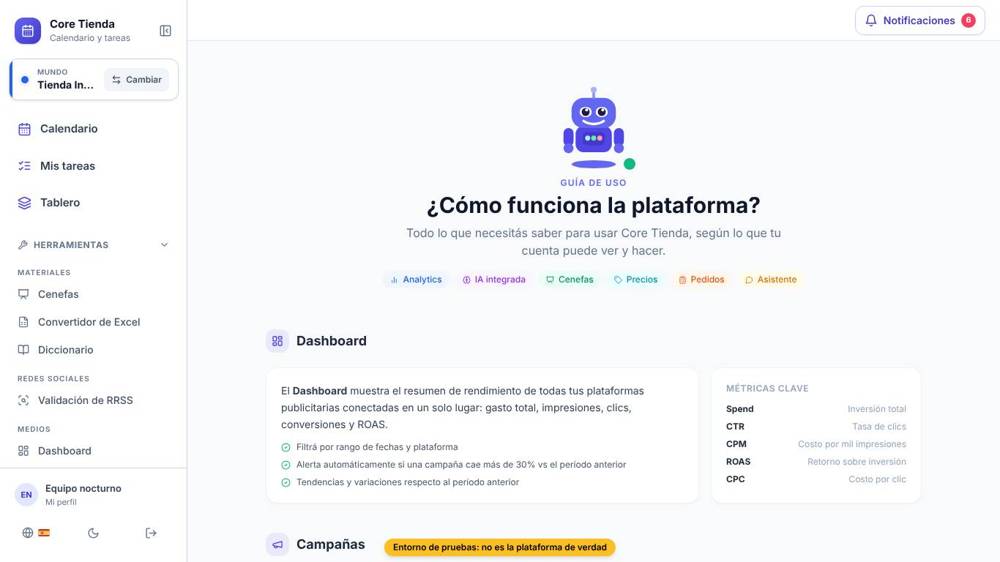 Core Tienda
Calendario y tareas
MUNDO
Tienda In...
Cambiar
Calendario
Mis tareas
Tablero
HERRAMIENTAS
MATERIALES
Cenefas
Convertidor de Excel
Diccionario
REDES SOCIALES
Validación de RRSS
MEDIOS
Dashboard
EN
Equipo nocturno
Mi perfil
Notificaciones 6
GUÍA DE USO
¿Cómo funciona la plataforma?
Todo lo que necesitás saber para usar Core Tienda, según lo que tu
cuenta puede ver y hacer.
Analytics IA integrada Cenefas Precios Pedidos Asistente
Dashboard
El Dashboard muestra el resumen de rendimiento de todas tus plataformas
publicitarias conectadas en un solo lugar: gasto total, impresiones, clics,
conversiones y ROAS.
Filtrá por rango de fechas y plataforma
Alerta automáticamente si una campaña cae más de 30% vs el período anterior
Tendencias y variaciones respecto al período anterior
MÉTRICAS CLAVE
Spend Inversión total
CTR Tasa de clics
CPM Costo por mil impresiones
ROAS Retorno sobre inversión
CPC Costo por clic
Campañas
Entorno de pruebas: no es la plataforma de verdad